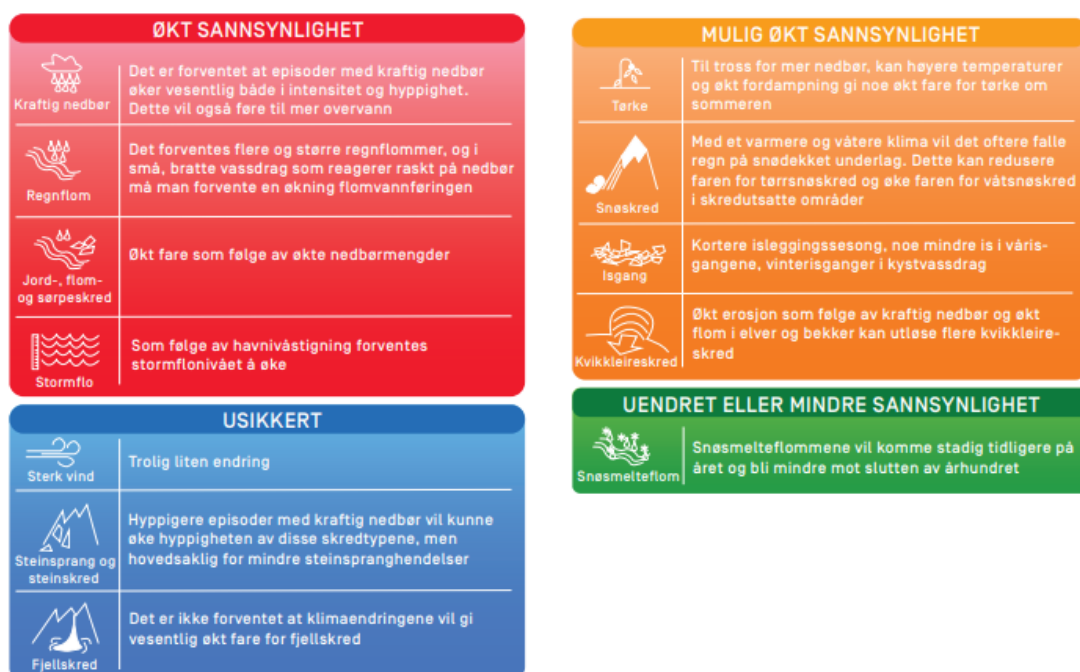 ØKT SANNSYNLIGHET
Kraftig nedbør
Det er forventet at episoder med kraftig nedbør
øker vesentlig både i intensitet og hyppighet.
Dette vil også føre til mer overvann
Regnflom
Det forventes flere og større regnflommer, og i
små, bratte vassdrag som reagerer raskt på nedbør
må man forvente en økning flomvannføringen
Jord-, flom-
og sørpeskred
Økt fare som følge av økte nedbørmengder
Stormflo
Som følge av havnivåstigning forventes
stormflonivået å øke
USIKKERT
Sterk vind
Trolig liten endring
Steinsprang og
steinskred
Hyppigere episoder med kraftig nedbør vil kunne
øke hyppigheten av disse skredtypene, men
hovedsaklig for mindre steinspranghendelser
Fjellskred
Det er ikke forventet at klimaendringene vil gi
vesentlig økt fare for fjellskred
MULIG ØKT SANNSYNLIGHET
Tørke
Til tross for mer nedbør, kan høyere temperaturer
og økt fordampning gi noe økt fare for tørke om
sommeren
Snøskred
Med et varmere og våtere klima vil det oftere falle
regn på snødekket underlag. Dette kan redusere
faren for tørrsnøskred og øke faren for våtsnøskred
i skredutsatte områder
Isgang
Kortere isleggingssesong, noe mindre is i våris-
gangene, vinterisganger i kystvassdrag
Kvikkleireskred
Økt erosjon som følge av kraftig nedbør og økt
flom i elver og bekker kan utløse flere kvikkleire-
skred
UENDRET ELLER MINDRE SANNSYNLIGHET
Snøsmelteflom
Snøsmelteflommene vil komme stadig tidligere på
året og bli mindre mot slutten av århundret